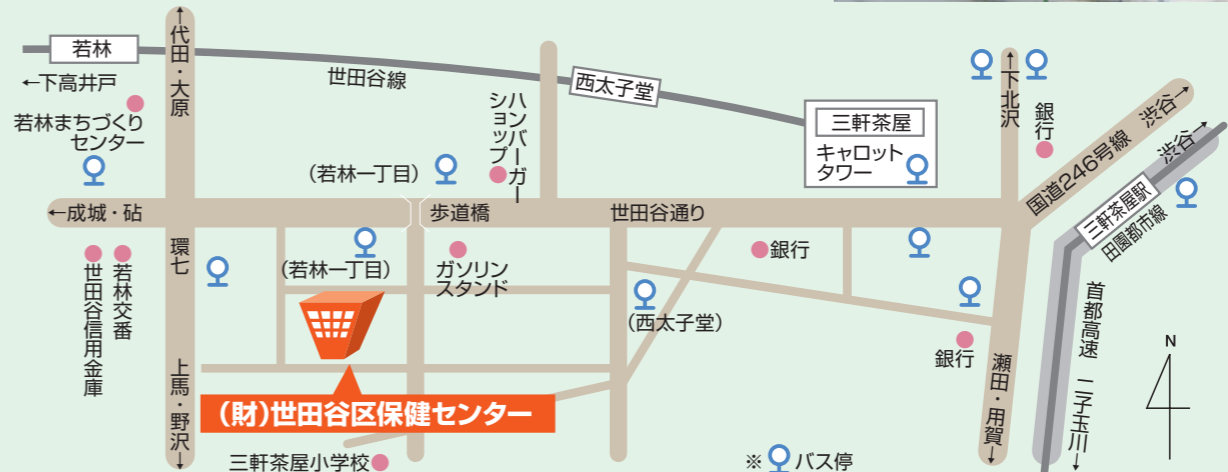 ↑代田・大原
若林
←下高井戸
世田谷線
西太子堂
三軒茶屋
キャロット
タワー
↑下北沢
銀行
国道246号線 渋谷→
渋谷→
三軒茶屋駅
田園都市線
若林まちづくり
センター
ハンバーガー
ショップ
(若林一丁目)
←成城・砧
歩道橋
世田谷通り
環七
(若林一丁目)
ガソリン
スタンド
銀行
(西太子堂)
若林交番
世田谷信用金庫
上馬・野沢↓
(財)世田谷区保健センター
三軒茶屋小学校
銀行
瀬田・用賀↓
首都高速 二子玉川↓
N
※バス停